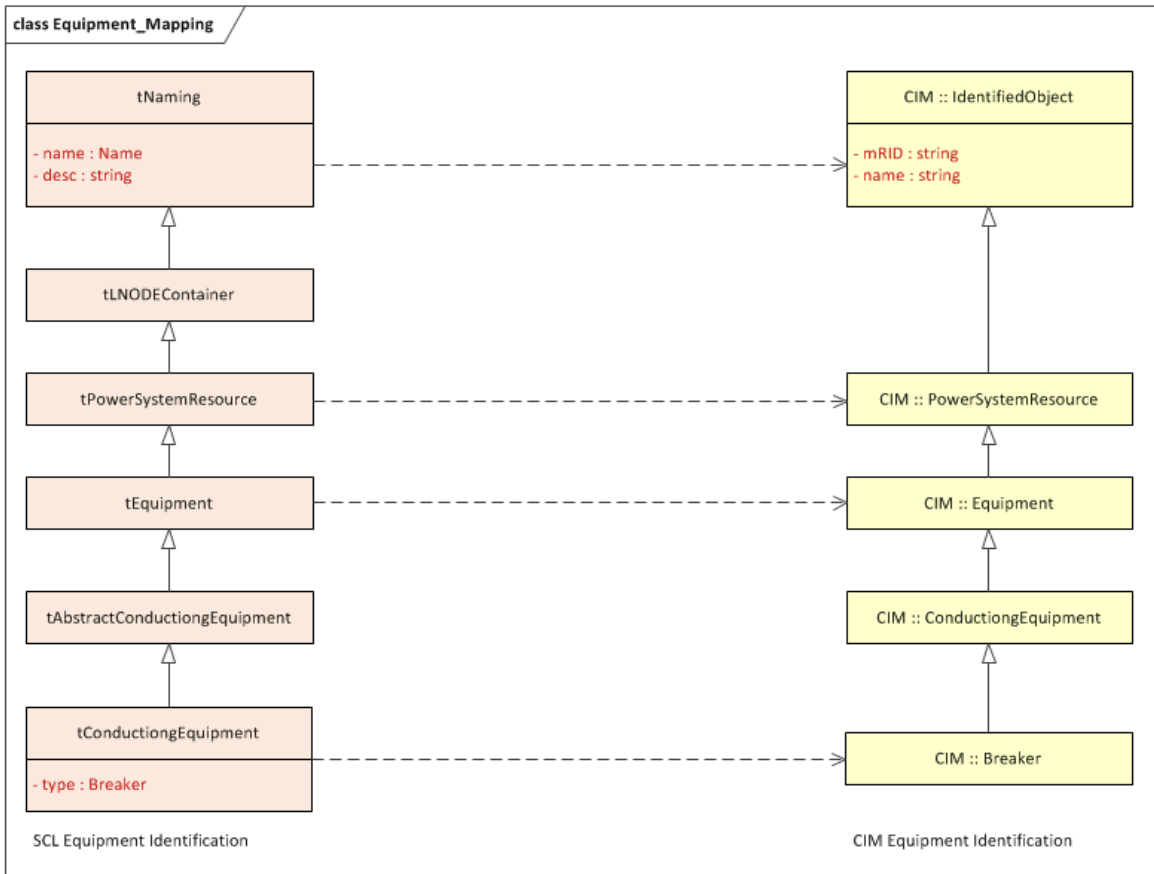 class Equipment_Mapping
tNaming
- name : Name
- desc : string
tLNODEContainer
tPowerSystemResource
tEquipment
tAbstractConductiongEquipment
tConductiongEquipment
- type : Breaker
SCL Equipment Identification
CIM :: IdentifiedObject
- mRID : string
- name : string
CIM :: PowerSystemResource
CIM :: Equipment
CIM :: ConductiongEquipment
CIM :: Breaker
CIM Equipment Identification